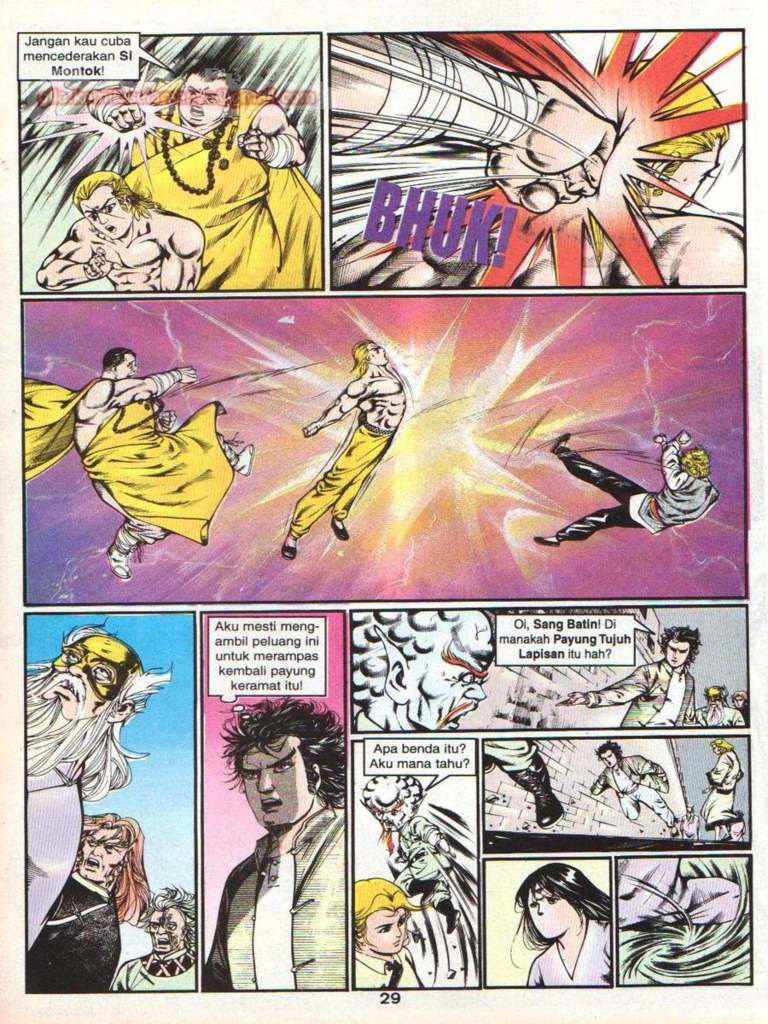 Jangan kau cuba
mencederakan SI
Montok!
BHUK!
Aku mesti meng-
ambil peluang ini
untuk merampas
kembali payung
keramat itu!
Oi, Sang Batin! Di
manakah Payung Tujuh
Lapisan itu hah?
Apa benda itu?
Aku mana tahu?
29